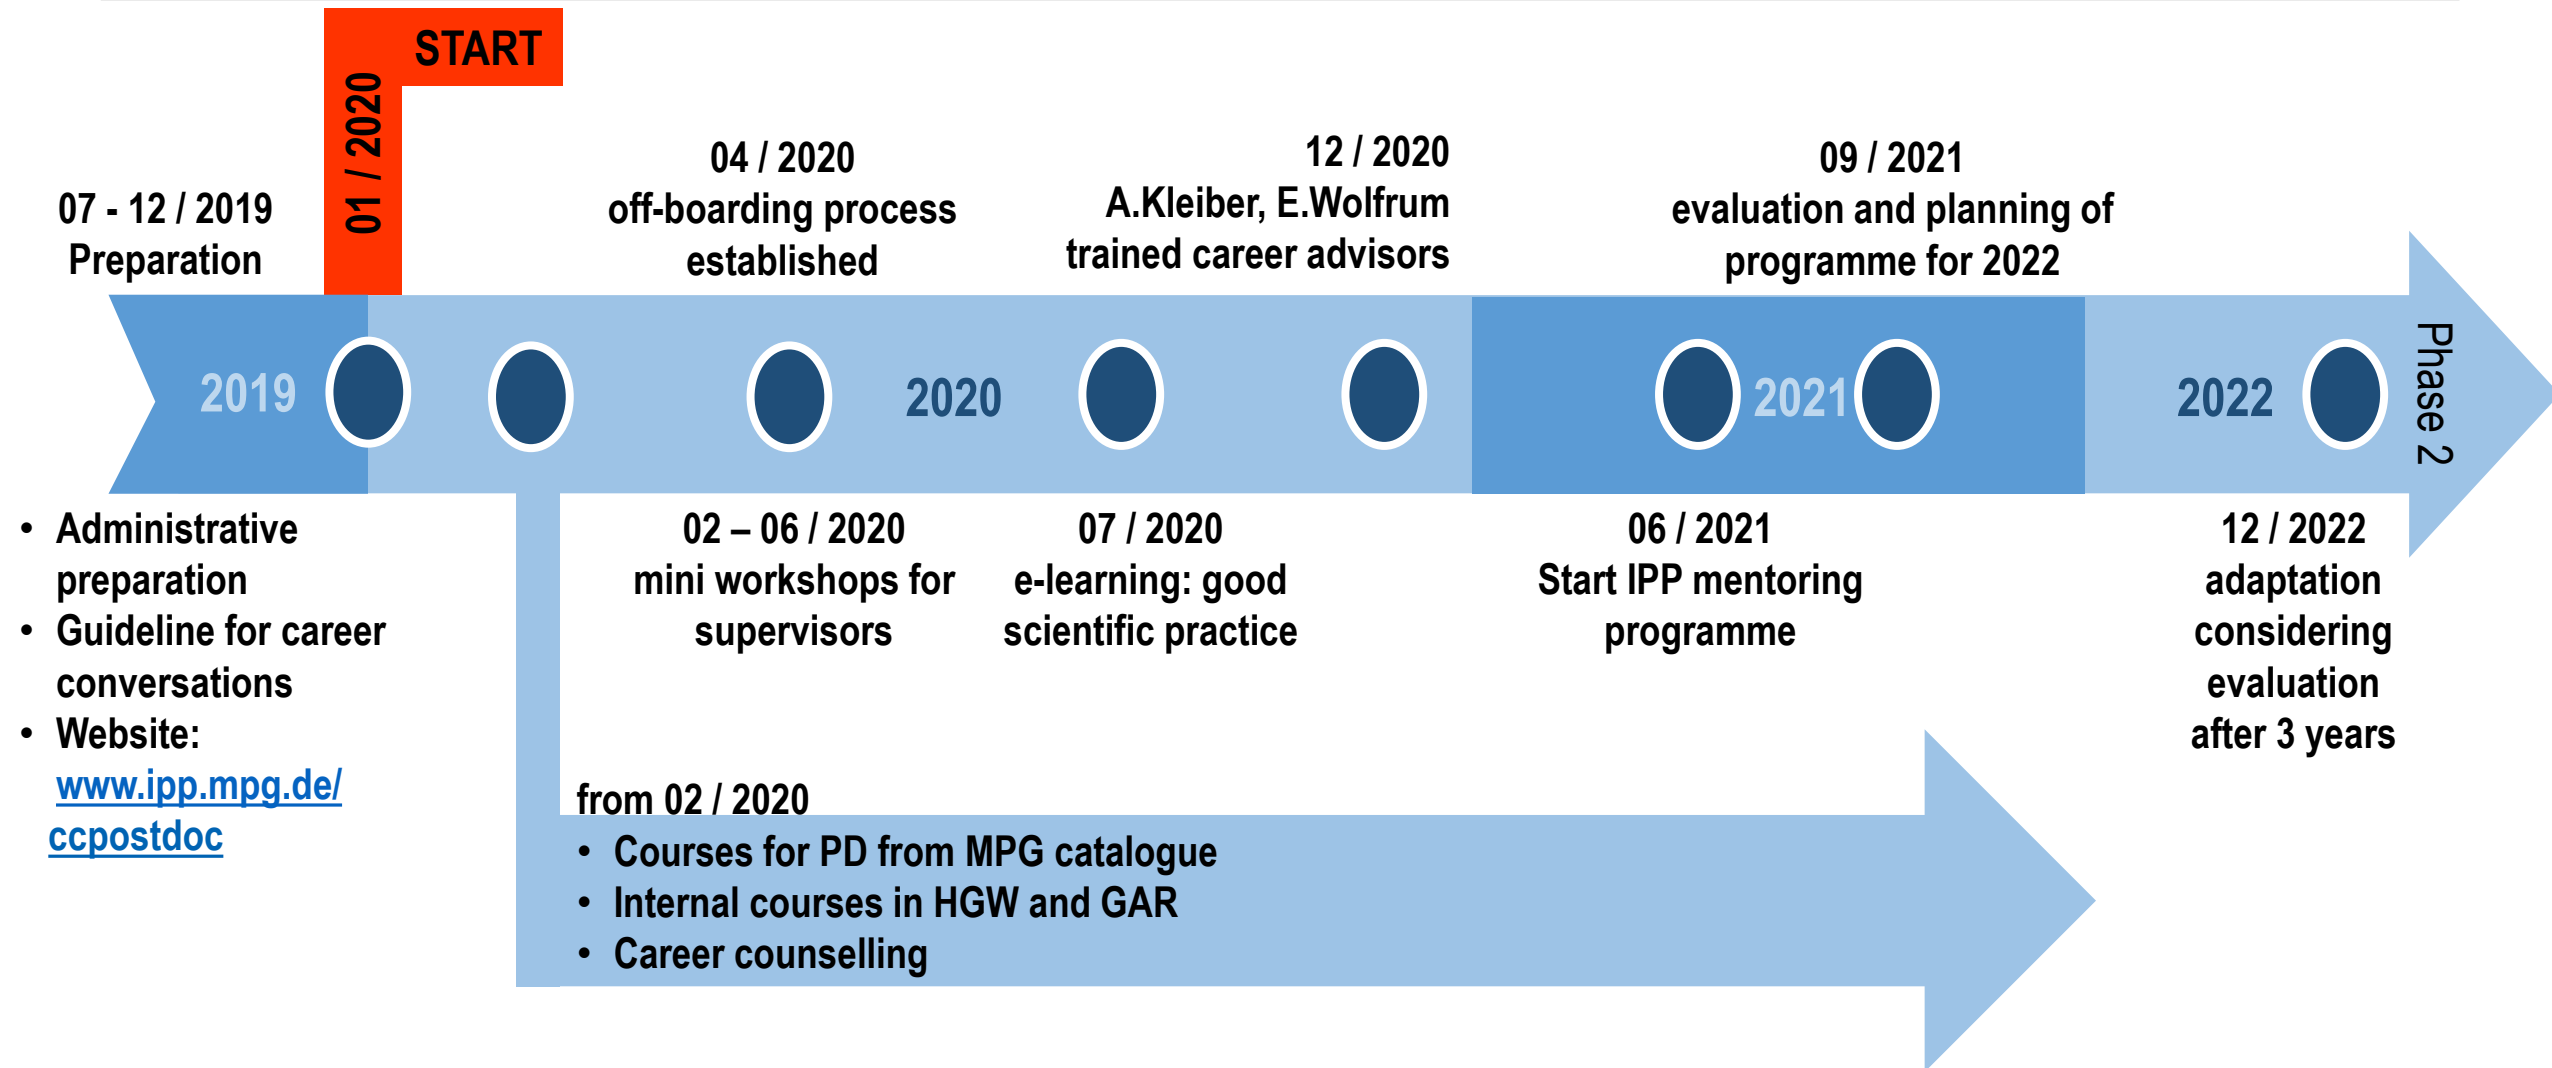 START
01 / 2020
07 - 12 / 2019
Preparation
04 / 2020
off-boarding process
established
12 / 2020
A.Kleiber, E.Wolfrum
trained career advisors
09 / 2021
evaluation and planning of
programme for 2022
2019
2020
2021
2022
Phase 2
• Administrative
preparation
• Guideline for career
conversations
• Website:
www.ipp.mpg.de/
ccpostdoc
02 – 06 / 2020
mini workshops for
supervisors
07 / 2020
e-learning: good
scientific practice
06 / 2021
Start IPP mentoring
programme
12 / 2022
adaptation
considering
evaluation
after 3 years
from 02 / 2020
• Courses for PD from MPG catalogue
• Internal courses in HGW and GAR
• Career counselling